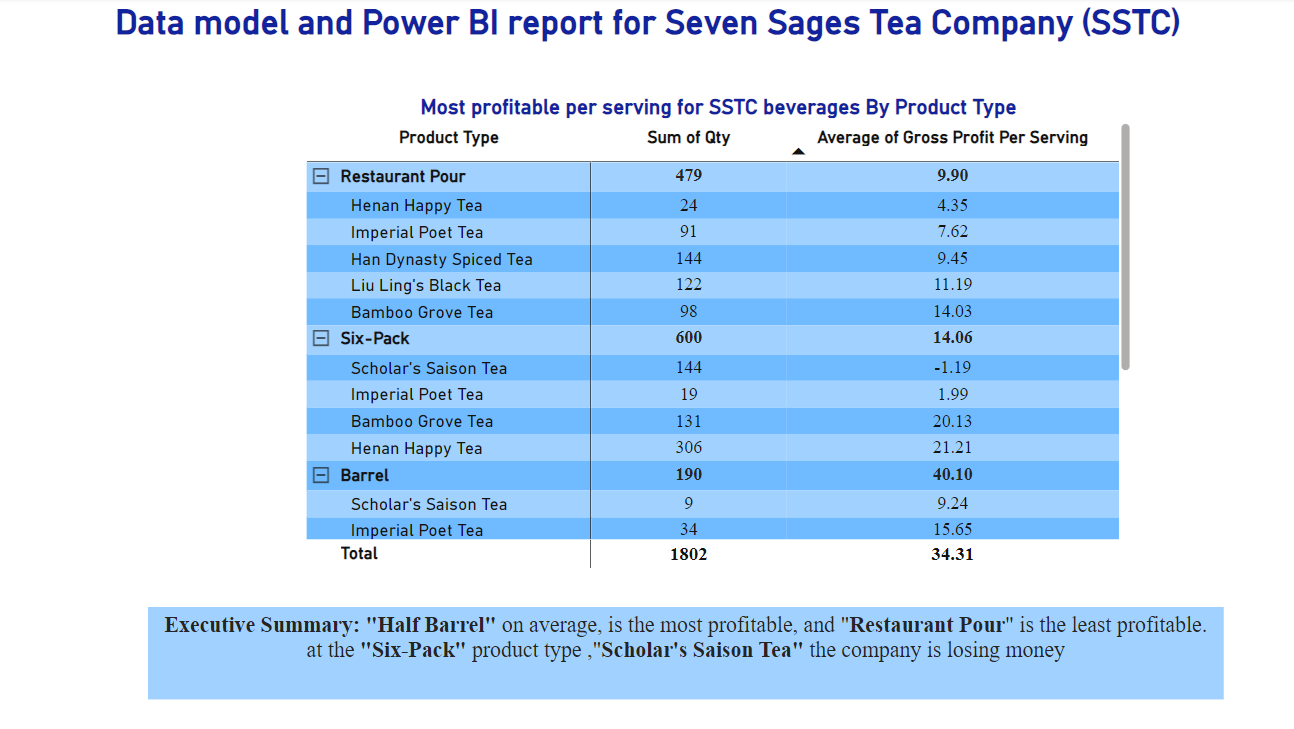 Data model and Power BI report for Seven Sages Tea Company (SSTC)
Most profitable per serving for SSTC beverages By Product Type
Product Type Sum of Qty Average of Gross Profit Per Serving
Restaurant Pour 479 9.90
Henan Happy Tea 24 4.35
Imperial Poet Tea 91 7.62
Han Dynasty Spiced Tea 144 9.45
Liu Ling's Black Tea 122 11.19
Bamboo Grove Tea 98 14.03
Six-Pack 600 14.06
Scholar's Saison Tea 144 -1.19
Imperial Poet Tea 19 1.99
Bamboo Grove Tea 131 20.13
Henan Happy Tea 306 21.21
Barrel 190 40.10
Scholar's Saison Tea 9 9.24
Imperial Poet Tea 34 15.65
Total 1802 34.31
Executive Summary: "Half Barrel" on average, is the most profitable, and "Restaurant Pour" is the least profitable.
at the "Six-Pack" product type ,"Scholar's Saison Tea" the company is losing money